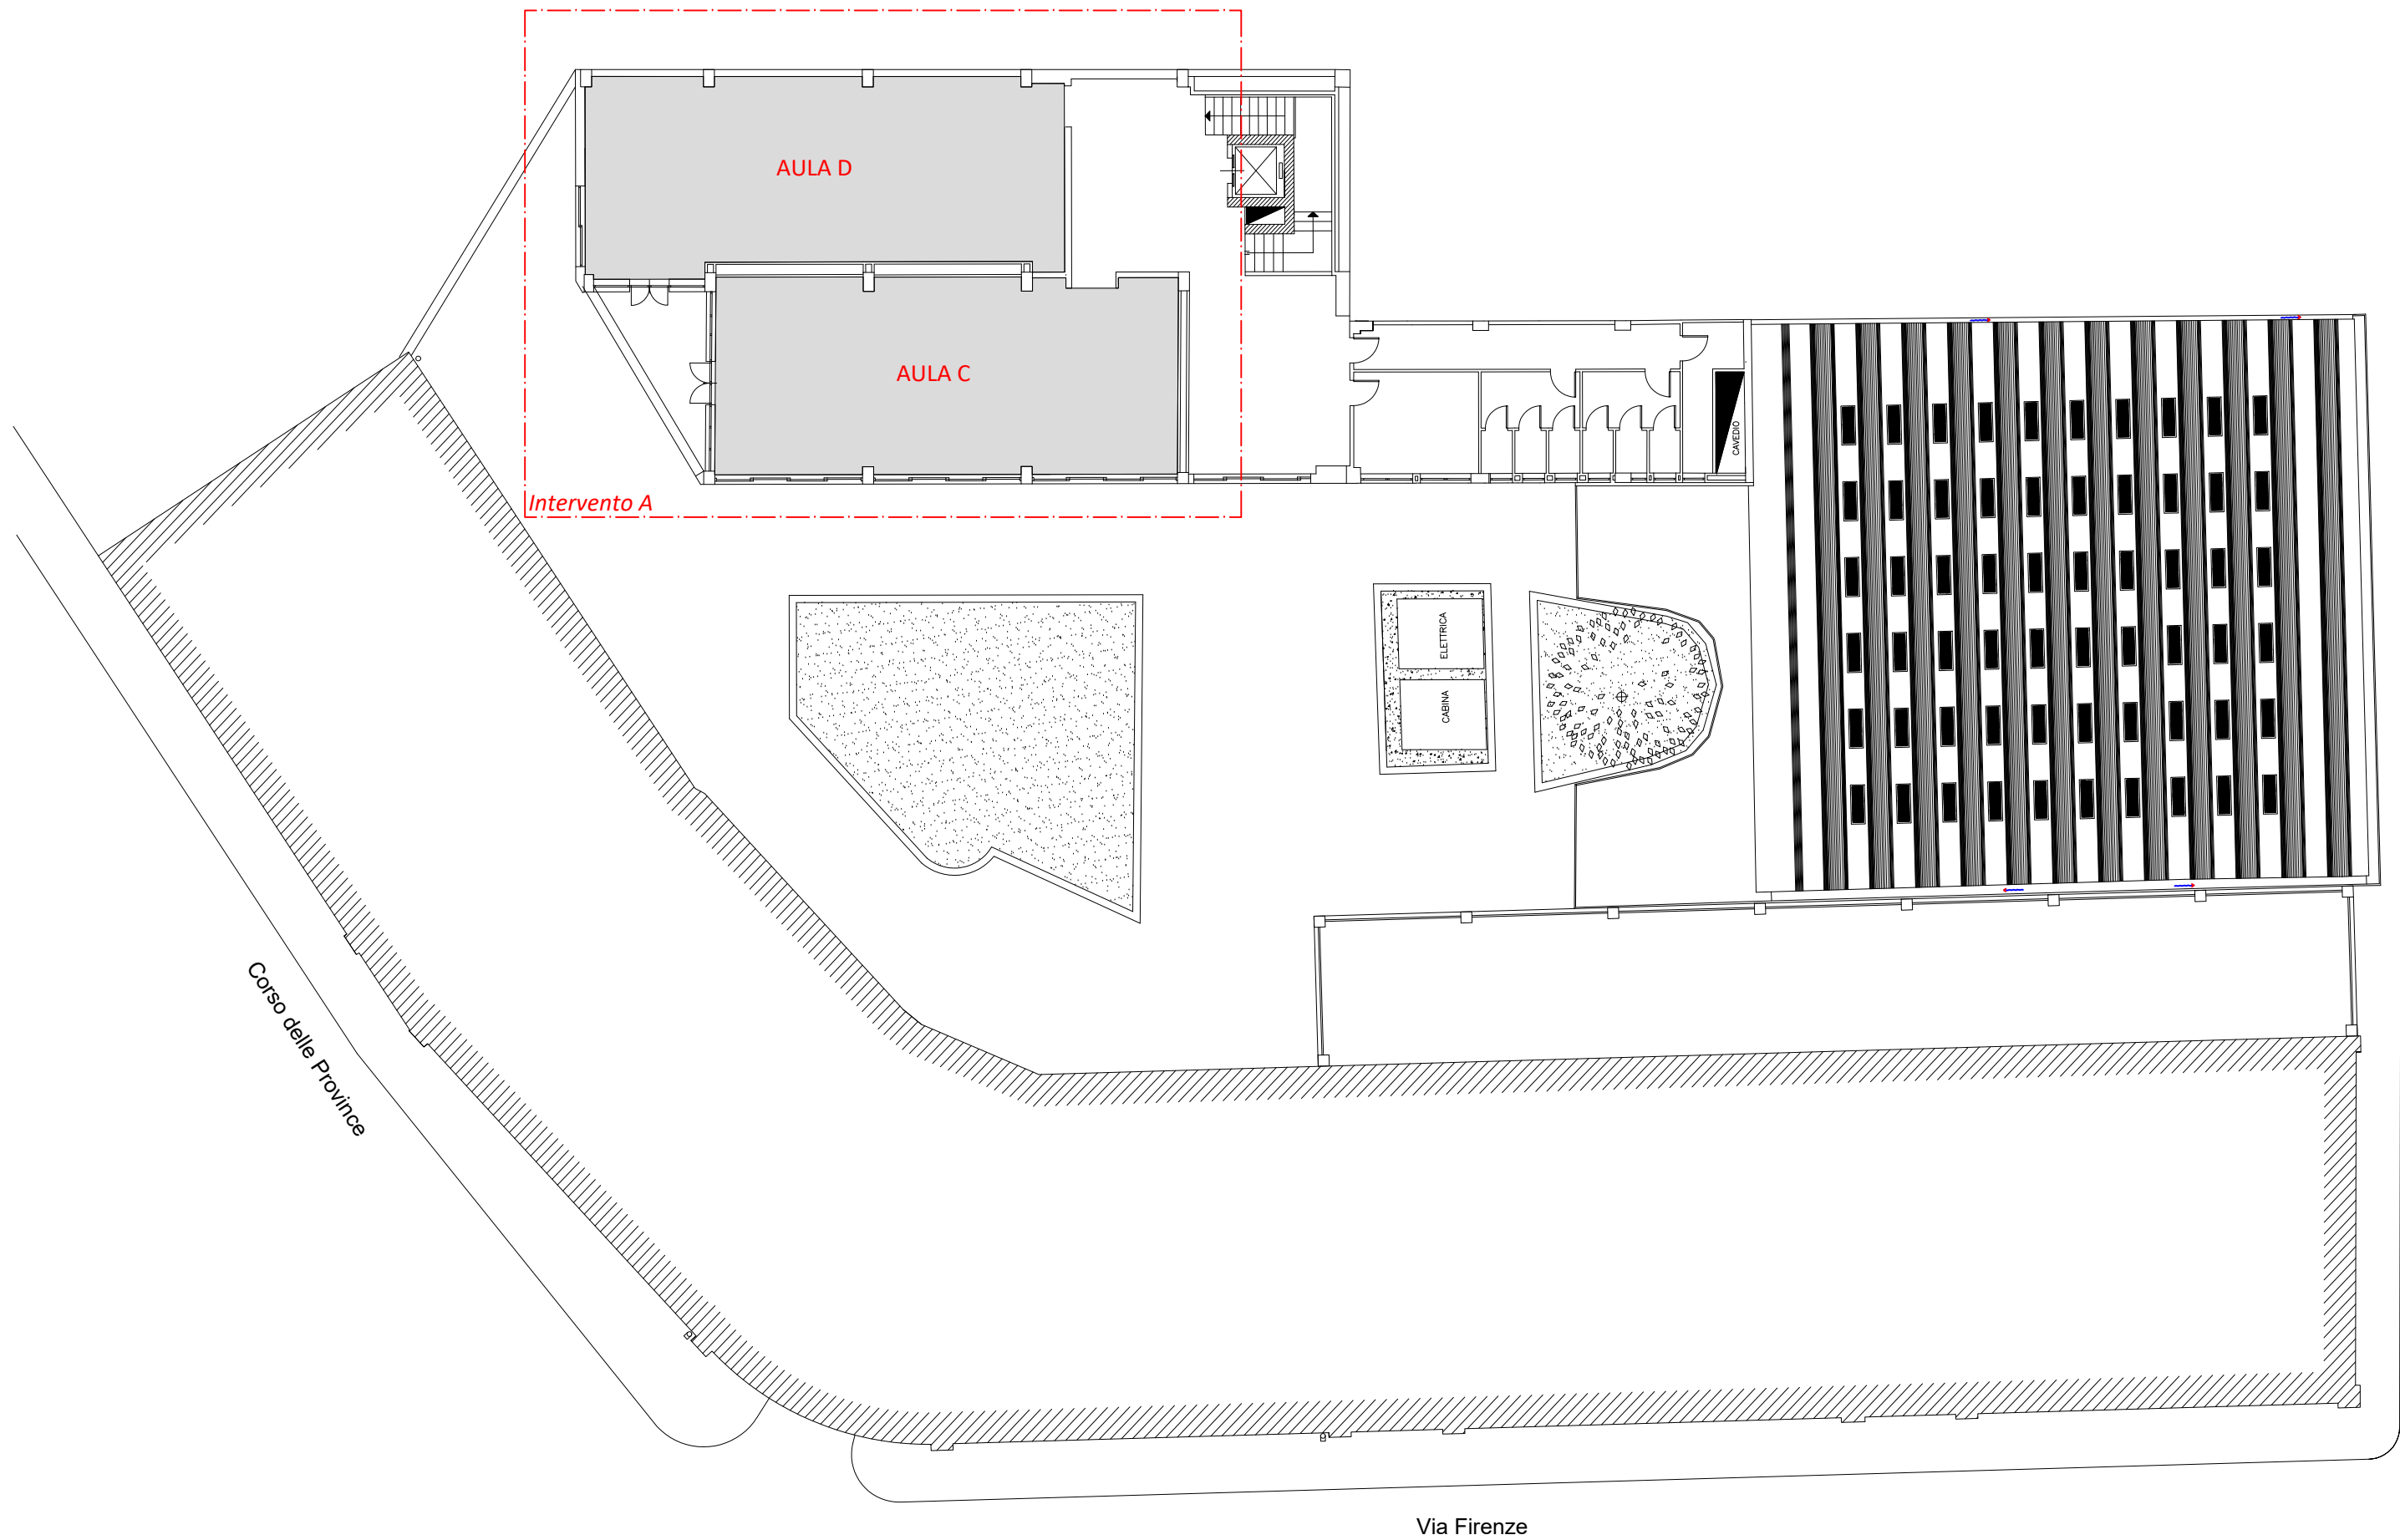 AULA D
AULA C
Intervento A
CAVEDIO
ELETTRICA
CABINA
Corso delle Province
Via Firenze